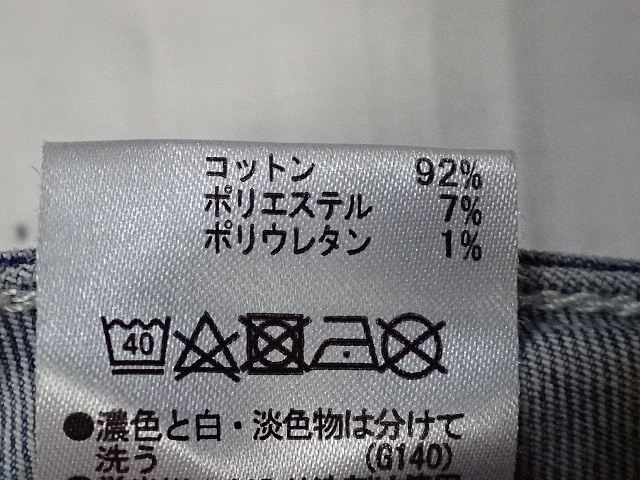 コットン 92%
ポリエステル 7%
ポリウレタン 1%
40
●濃色と白・淡色物は分けて
洗う (G140)